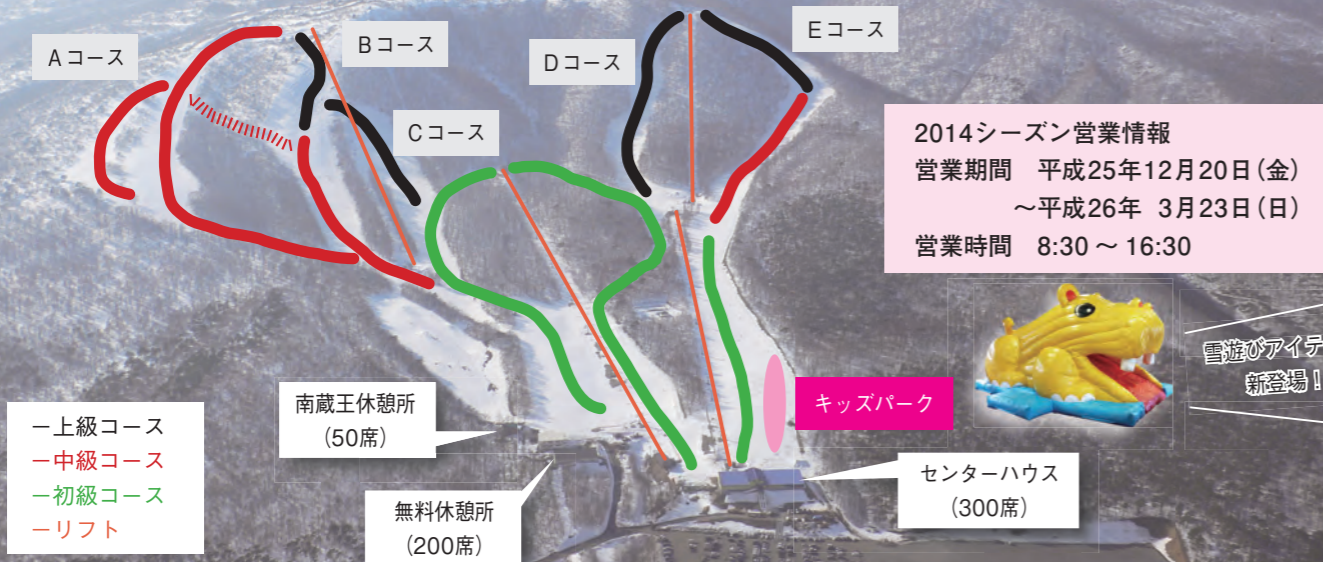 Aコース
Bコース
Cコース
Dコース
Eコース
2014シーズン営業情報
営業期間 平成25年12月20日(金)
～平成26年 3月23日(日)
営業時間 8:30 ～ 16:30
雪遊びアイテ
新登場!
キッズパーク
南蔵王休憩所
(50席)
無料休憩所
(200席)
センターハウス
(300席)
－上級コース
－中級コース
－初級コース
－リフト